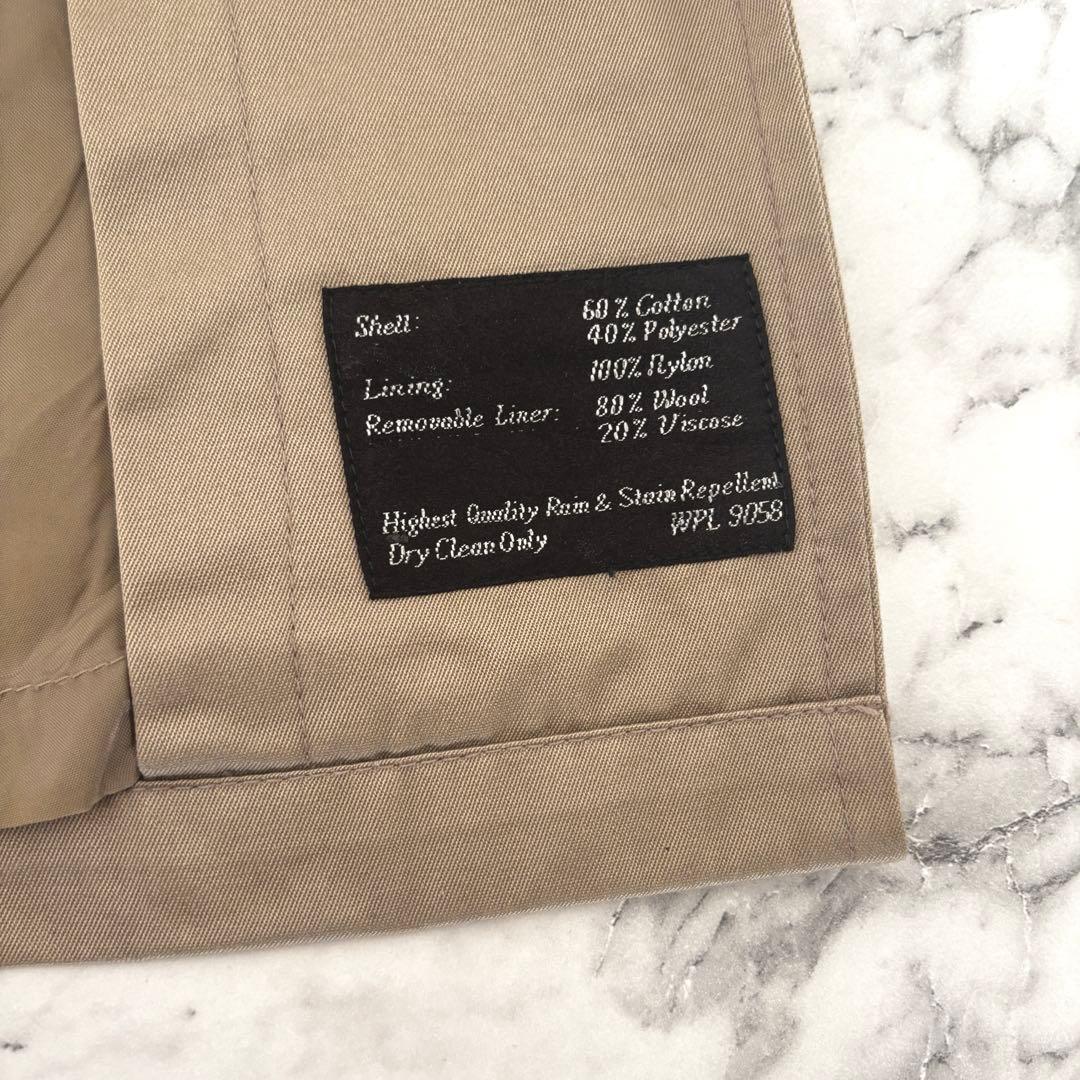 Shell: 60% Cotton
40% Polyester
Lining: 100% Nylon
Removable Liner: 80% Wool
20% Viscose
Highest Quality Rain & Stain Repellent
Dry Clean Only WPL 9058